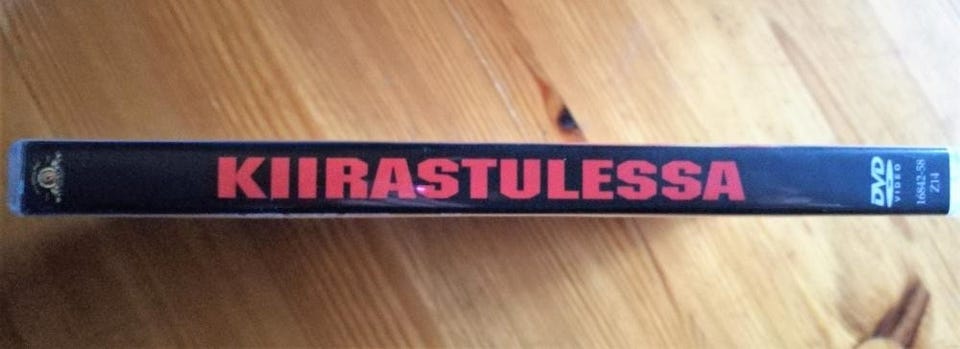 KIIRASTULESSA
DVD
VIDEO
16842-58
Z14